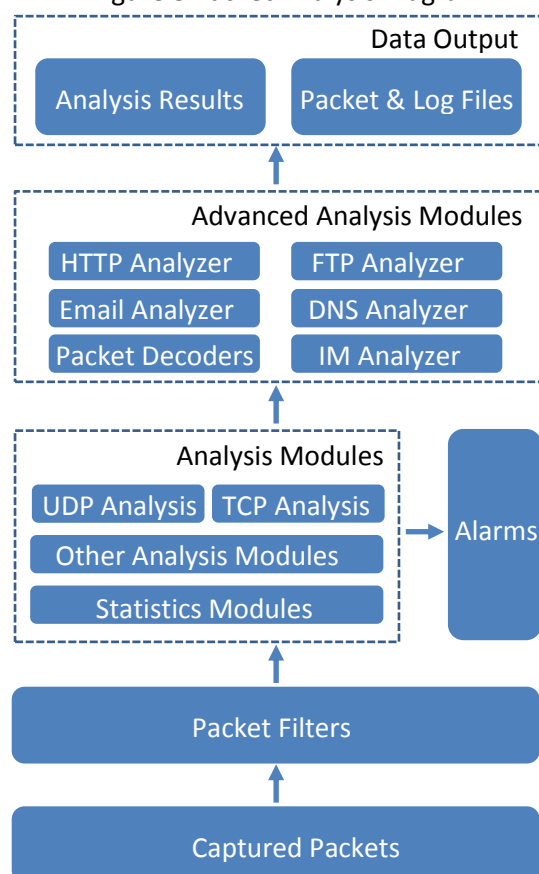 Data Output
Analysis Results
Packet & Log Files
Advanced Analysis Modules
HTTP Analyzer
FTP Analyzer
Email Analyzer
DNS Analyzer
Packet Decoders
IM Analyzer
Analysis Modules
UDP Analysis
TCP Analysis
Alarms
Other Analysis Modules
Statistics Modules
Packet Filters
Captured Packets